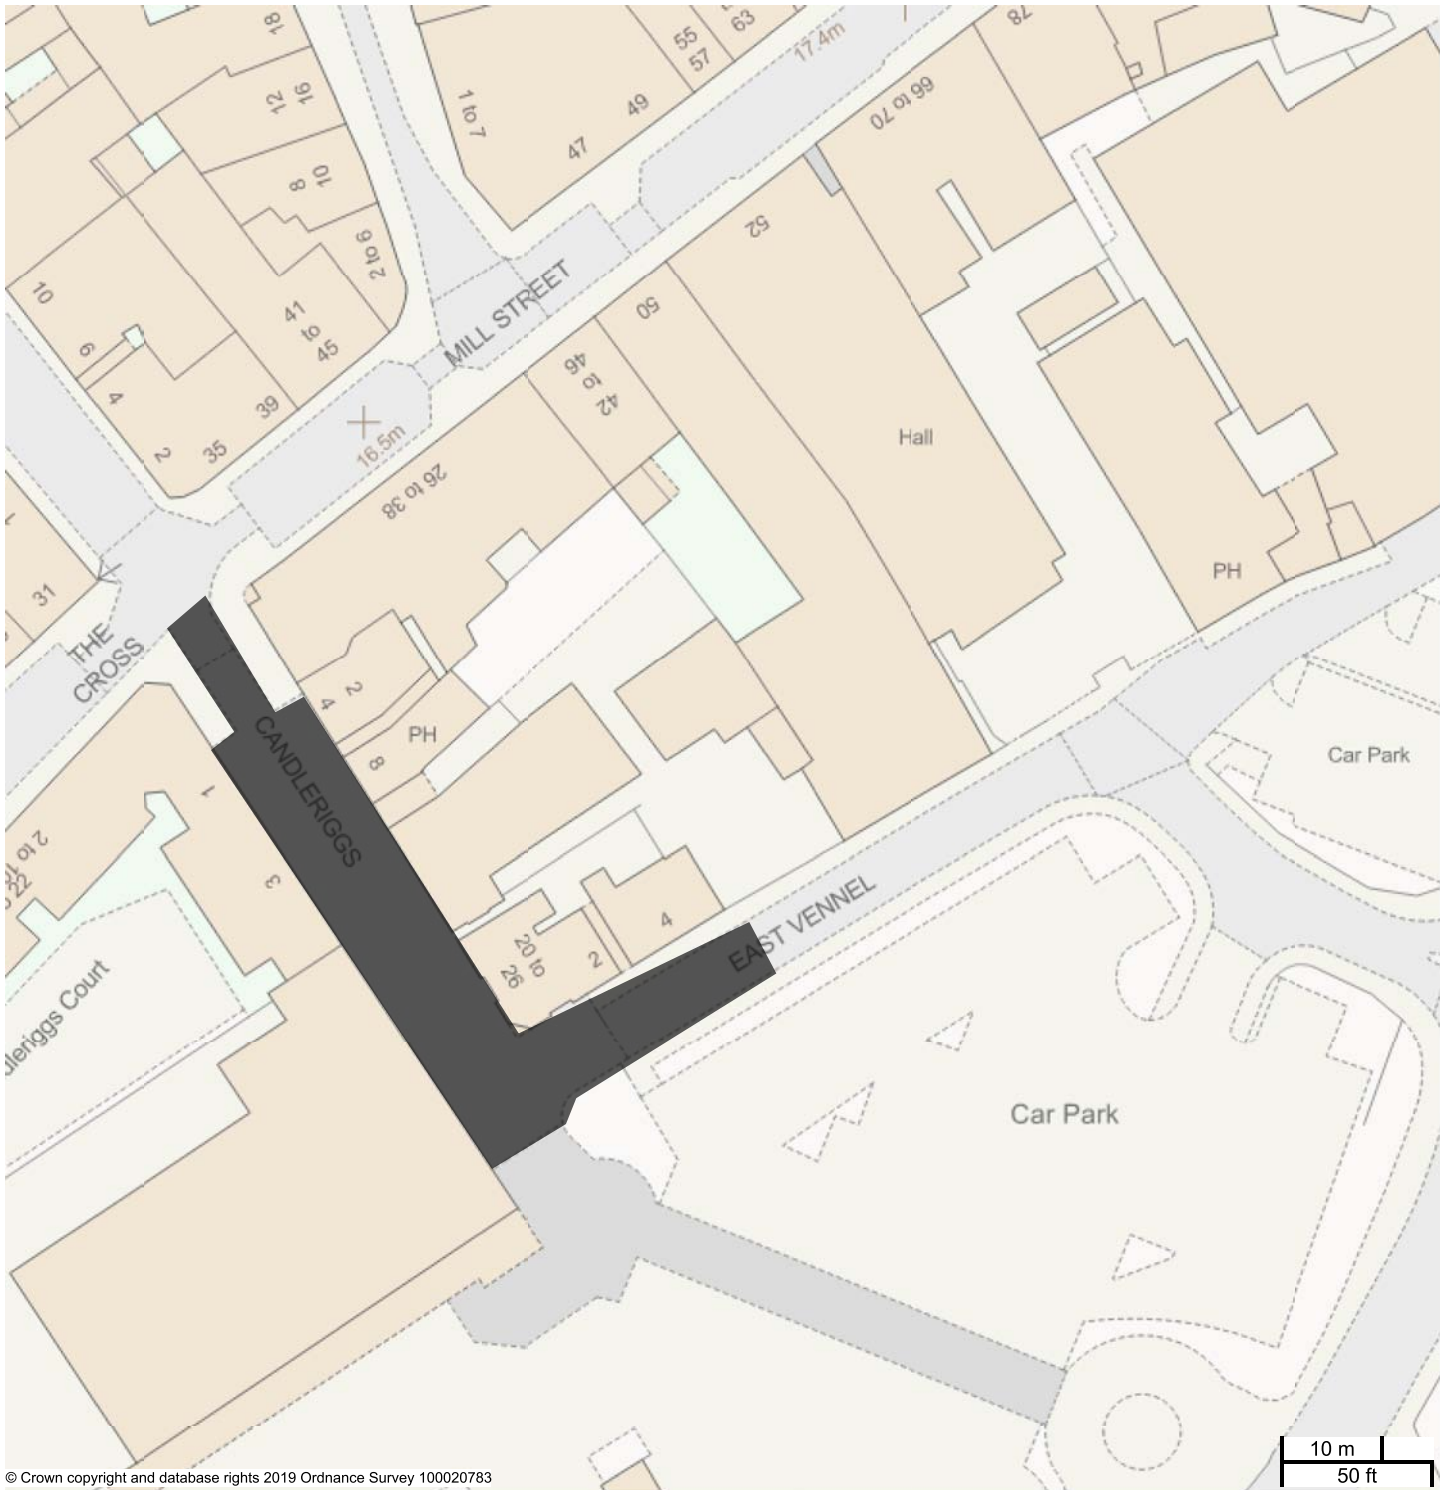 18
55
57
63
17.4m
78
12
16
1 to 7
49
66 to 70
47
8
10
2 to 6
52
10
41
to
45
MILL STREET
50
6
4
46
to
42
39
2
35
16.5m
Hall
26 to 38
1
31
PH
THE
CROSS
2
4
PH
8
CANDLERIGGS
Car Park
1
2 to
22
3
4
EAST VENNEL
20 to
26
2
leriggs Court
Car Park
10 m
50 ft
© Crown copyright and database rights 2019 Ordnance Survey 100020783